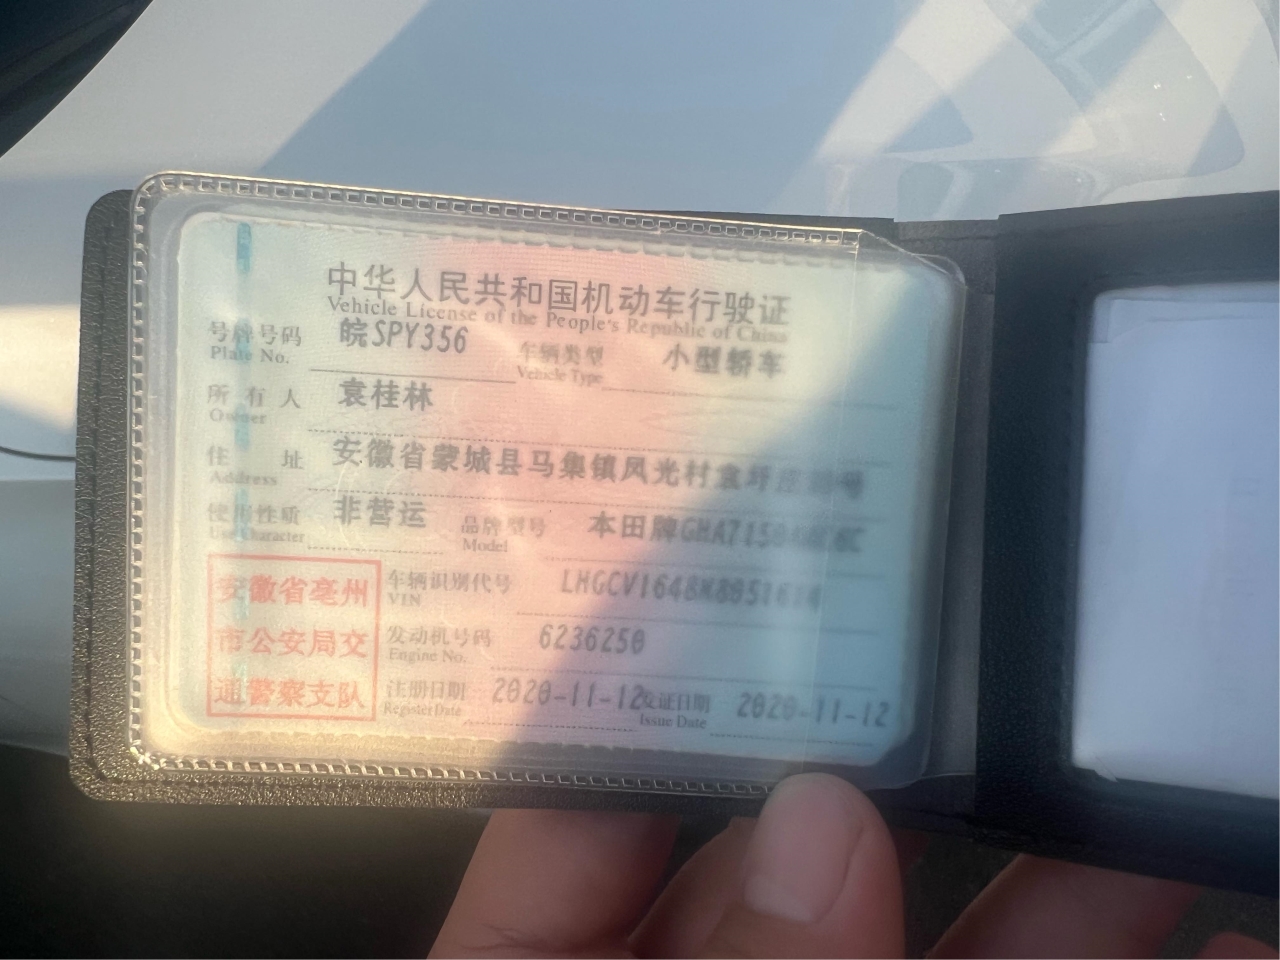 中华人民共和国机动车行驶证
Vehicle License of the People's Republic of China
号牌号码 皖SPY356 车辆类型 小型轿车
Plate No. Vehicle Type
所有人 袁桂林
Owner
住址 安徽省蒙城县马集镇风光村袁圩
Address
使用性质 非营运 品牌型号 本田牌
Use Character Model
车辆识别代号
VIN
发动机号码 6236250
Engine No.
注册日期 2020-11-12 发证日期 2020-11-12
Register Date Issue Date
安徽省亳州
市公安局交
通警察支队